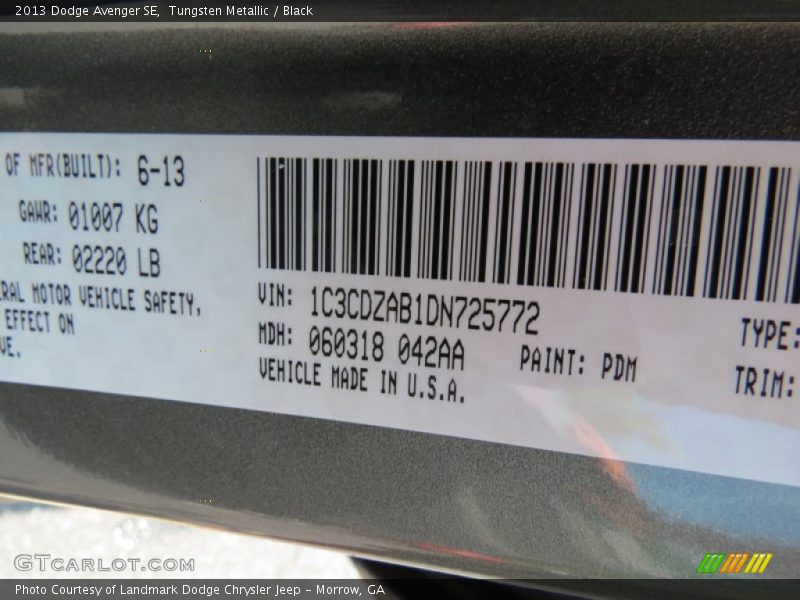 2013 Dodge Avenger SE,  Tungsten Metallic / Black
OF MFR(BUILT): 6-13
GAWR: 01007 KG
REAR: 02220 LB
RAL MOTOR VEHICLE SAFETY,
EFFECT ON
VE.
VIN: 1C3CDZAB1DN725772
MDH: 060318 042AA
PAINT: PDM
VEHICLE MADE IN U.S.A.
TYPE:
TRIM:
GTcarlot.com
Photo Courtesy of Landmark Dodge Chrysler Jeep – Morrow, GA